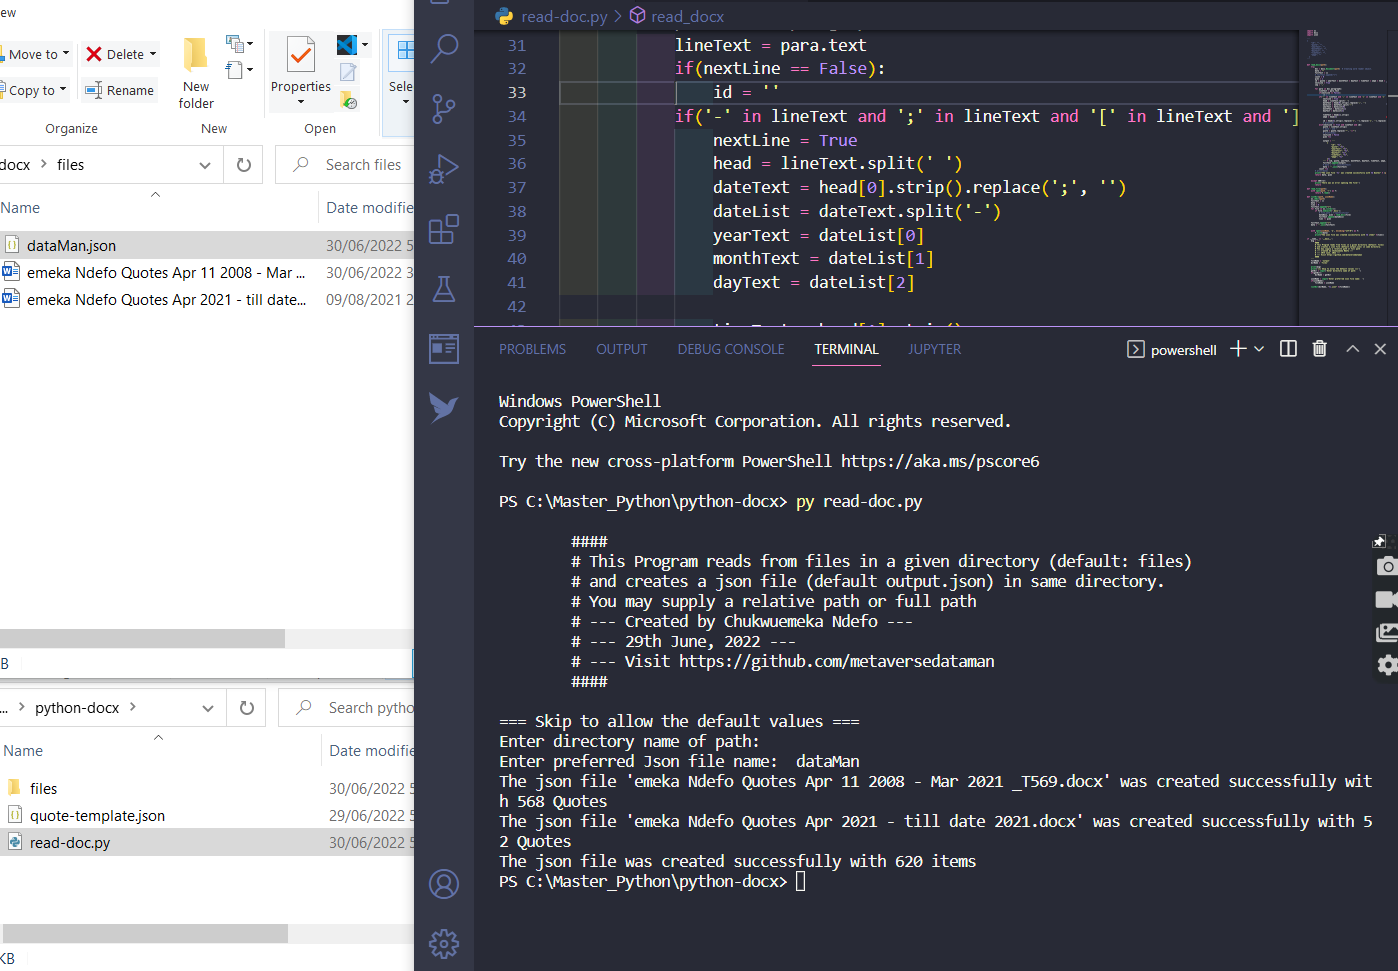 ew
Move to
Delete
Copy to
Rename
New
folder
Properties
Sele
Organize
New
Open
docx > files
Search files
Name
Date modifie
dataMan.json
30/06/2022 5
emeka Ndefo Quotes Apr 11 2008 - Mar ...
30/06/2022 3
emeka Ndefo Quotes Apr 2021 - till date...
09/08/2021 2
B
... > python-docx >
Search pytho
Name
Date modifie
files
30/06/2022 5
quote-template.json
29/06/2022 5
read-doc.py
30/06/2022 5
KB
read-doc.py > read_docx
31 lineText = para.text
32 if(nextLine == False):
33 id = ''
34 if('-' in lineText and ';' in lineText and '[' in lineText and ']
35 nextLine = True
36 head = lineText.split(' ')
37 dateText = head[0].strip().replace(';', '')
38 dateList = dateText.split('-')
39 yearText = dateList[0]
40 monthText = dateList[1]
41 dayText = dateList[2]
42
PROBLEMS OUTPUT DEBUG CONSOLE TERMINAL JUPYTER
powershell
Windows PowerShell
Copyright (C) Microsoft Corporation. All rights reserved.
Try the new cross-platform PowerShell https://aka.ms/pscore6
PS C:\Master_Python\python-docx> py read-doc.py
####
# This Program reads from files in a given directory (default: files)
# and creates a json file (default output.json) in same directory.
# You may supply a relative path or full path
# --- Created by Chukwuemeka Ndefo ---
# --- 29th June, 2022 ---
# --- Visit https://github.com/metaversedataman
####
=== Skip to allow the default values ===
Enter directory name of path:
Enter preferred Json file name:  dataMan
The json file 'emeka Ndefo Quotes Apr 11 2008 - Mar 2021 _T569.docx' was created successfully wit
h 568 Quotes
The json file 'emeka Ndefo Quotes Apr 2021 - till date 2021.docx' was created successfully with 5
2 Quotes
The json file was created successfully with 620 items
PS C:\Master_Python\python-docx>